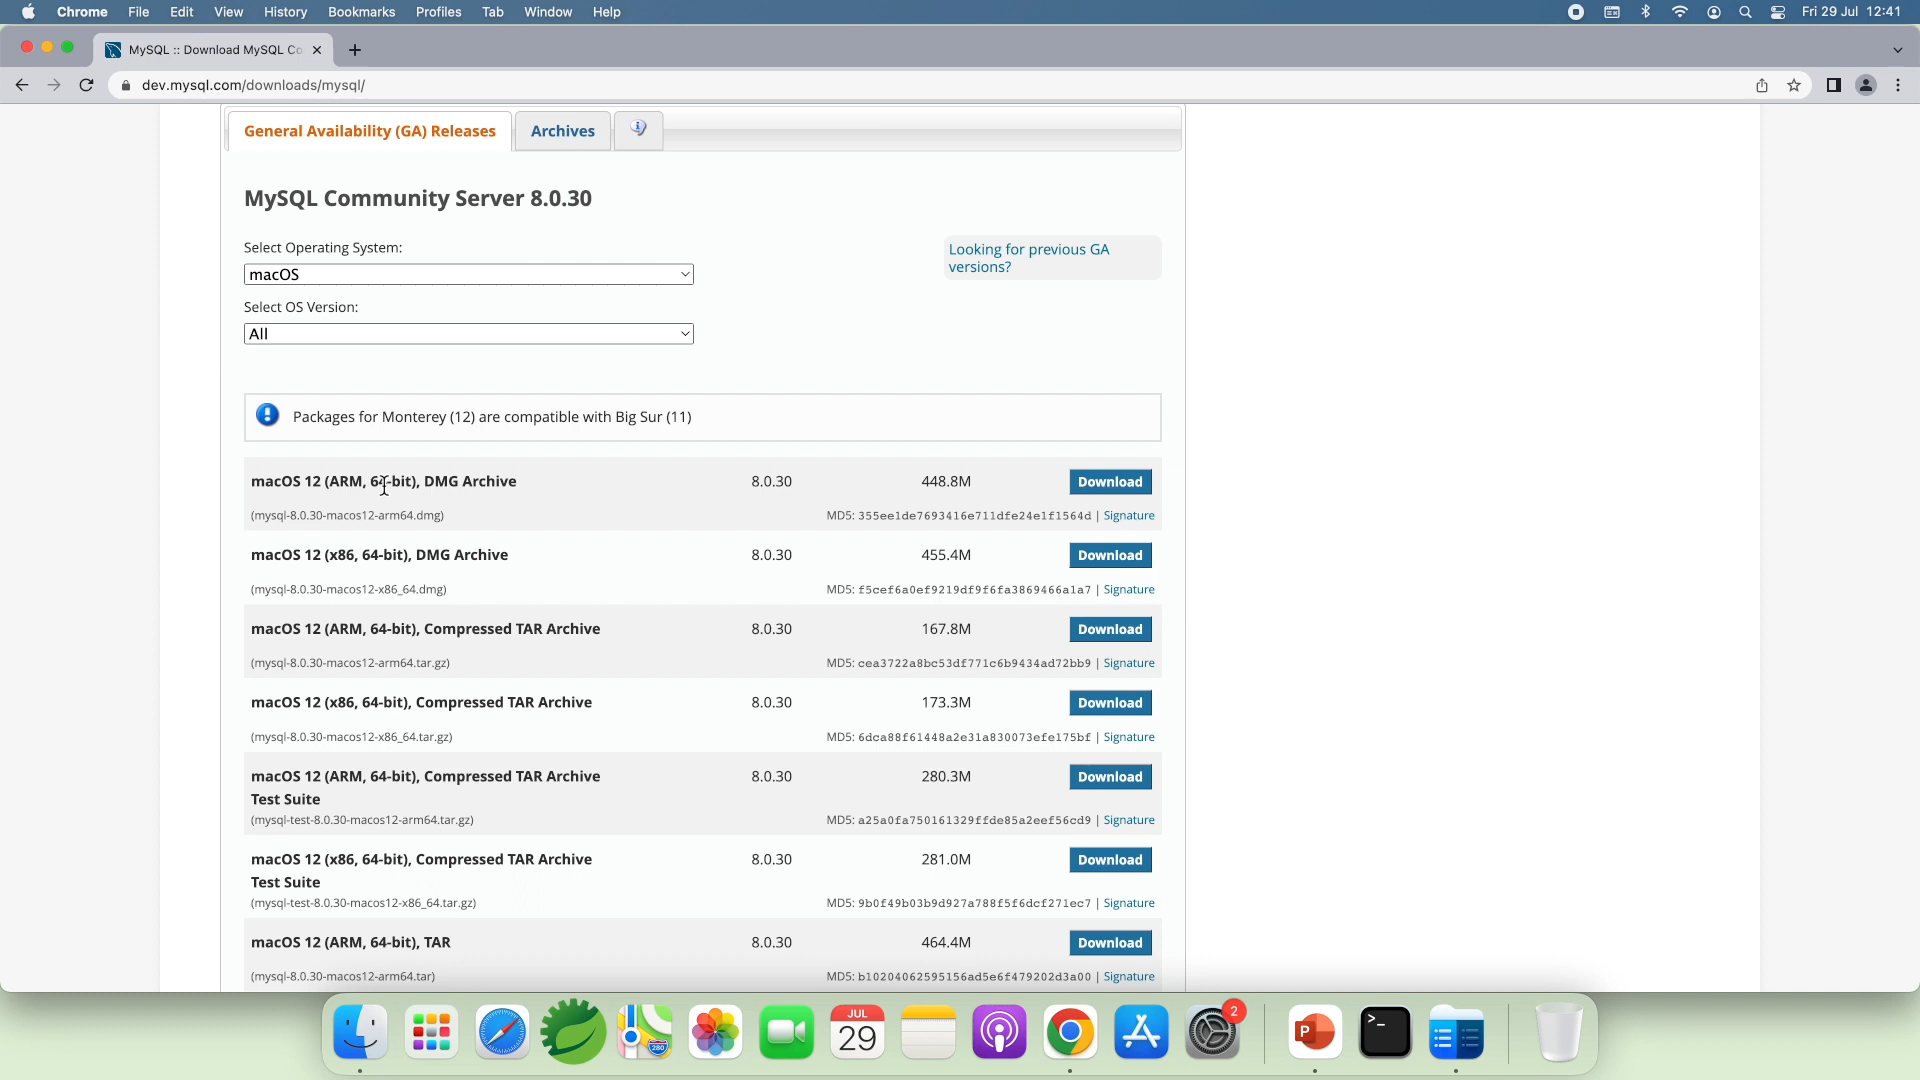 Chrome File Edit View History Bookmarks Profiles Tab Window Help Fri 29 Jul 12:41
MySQL :: Download MySQL Co
dev.mysql.com/downloads/mysql/
General Availability (GA) Releases Archives
MySQL Community Server 8.0.30
Select Operating System:
macOS
Looking for previous GA
versions?
Select OS Version:
All
Packages for Monterey (12) are compatible with Big Sur (11)
macOS 12 (ARM, 64-bit), DMG Archive 8.0.30 448.8M Download
(mysql-8.0.30-macos12-arm64.dmg) MD5: 355ee1de7693416e711dfe24e1f1564d | Signature
macOS 12 (x86, 64-bit), DMG Archive 8.0.30 455.4M Download
(mysql-8.0.30-macos12-x86_64.dmg) MD5: f5cef6a0ef9219df9f6fa3869466a1a7 | Signature
macOS 12 (ARM, 64-bit), Compressed TAR Archive 8.0.30 167.8M Download
(mysql-8.0.30-macos12-arm64.tar.gz) MD5: cea3722a8bc53df771c6b9434ad72bb9 | Signature
macOS 12 (x86, 64-bit), Compressed TAR Archive 8.0.30 173.3M Download
(mysql-8.0.30-macos12-x86_64.tar.gz) MD5: 6dca88f61448a2e31a830073efe175bf | Signature
macOS 12 (ARM, 64-bit), Compressed TAR Archive 8.0.30 280.3M Download
Test Suite
(mysql-test-8.0.30-macos12-arm64.tar.gz) MD5: a25a0fa750161329ffde85a2eef56cd9 | Signature
macOS 12 (x86, 64-bit), Compressed TAR Archive 8.0.30 281.0M Download
Test Suite
(mysql-test-8.0.30-macos12-x86_64.tar.gz) MD5: 9b0f49b03b9d927a788f5f6dcf271ec7 | Signature
macOS 12 (ARM, 64-bit), TAR 8.0.30 464.4M Download
(mysql-8.0.30-macos12-arm64.tar) MD5: b10204062595156ad5e6f479202d3a00 | Signature
280
JUL
29
2
P
>_